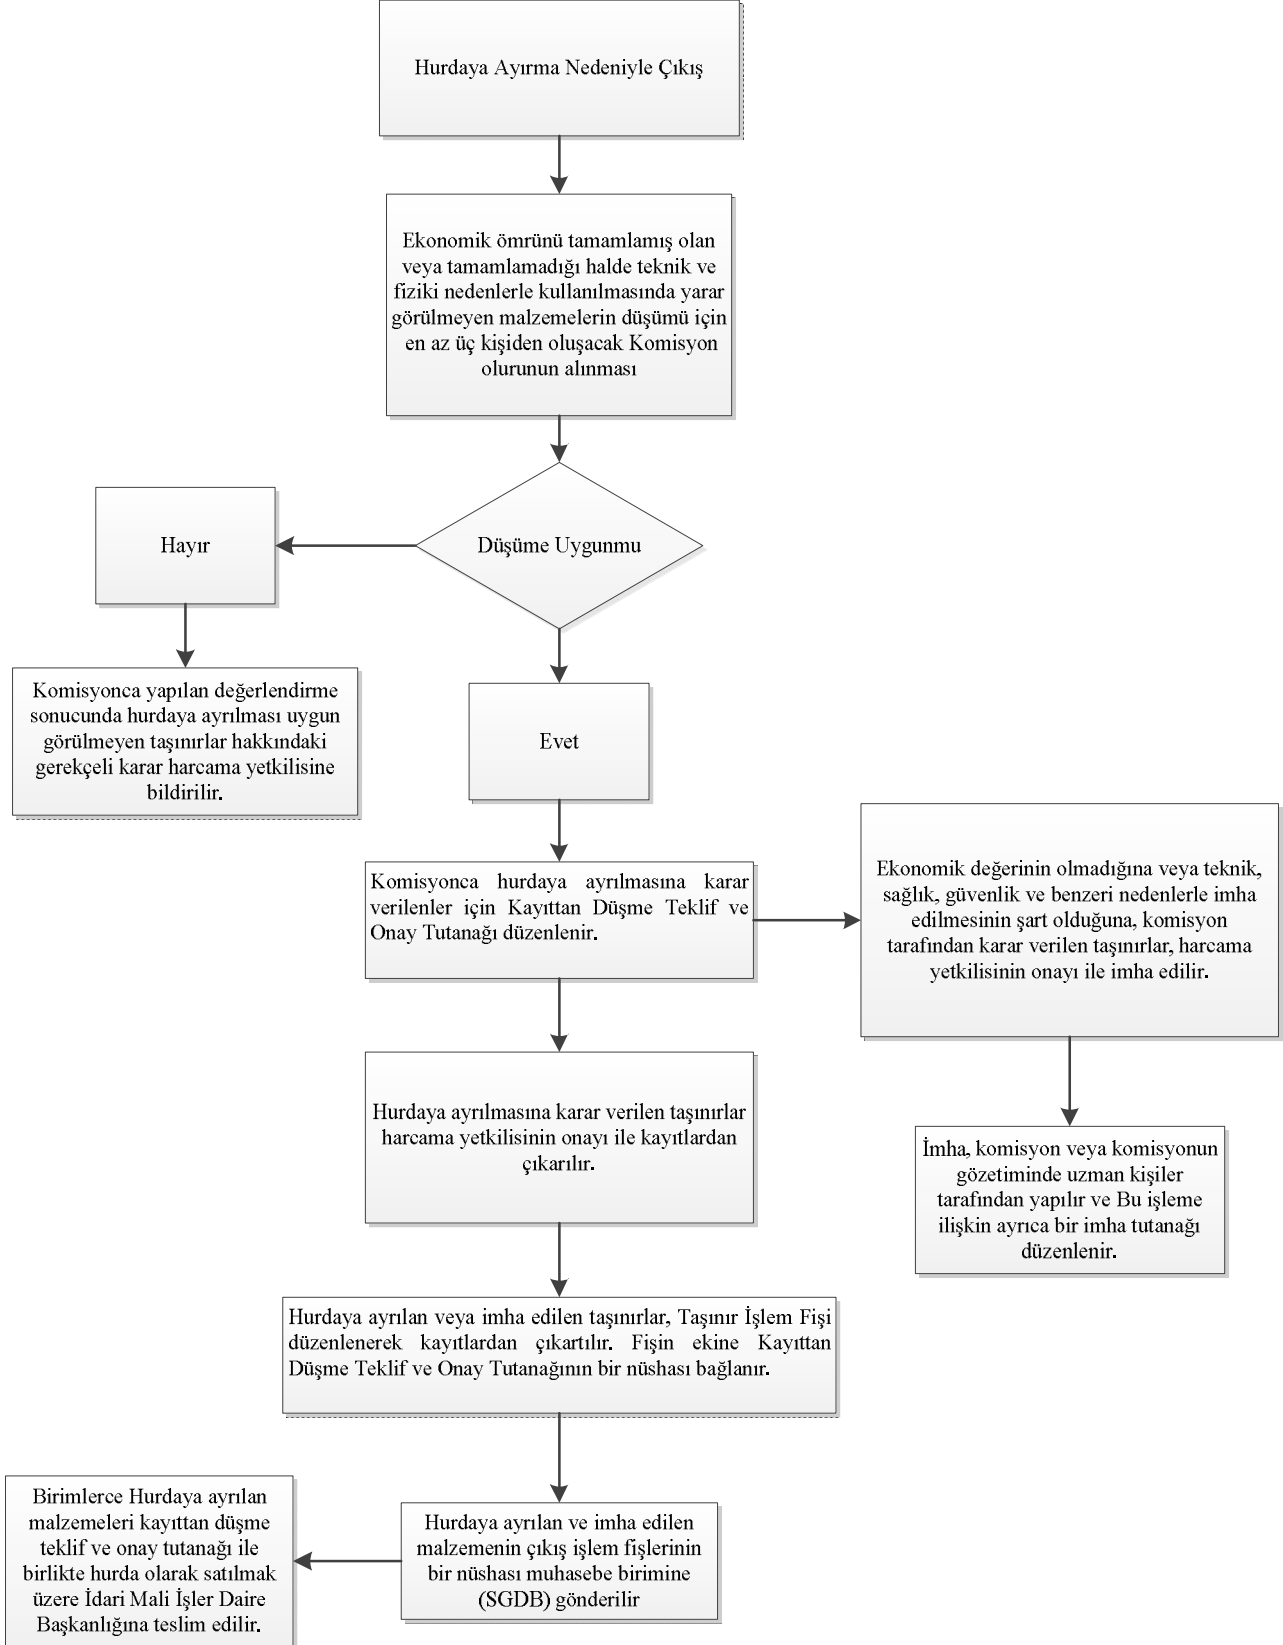 Hurdaya Ayırma Nedeniyle Çıkış
Ekonomik ömrünü tamamlamış olan
veya tamamlamadığı halde teknik ve
fiziki nedenlerle kullanılmasında yarar
görülmeyen malzemelerin düşümü için
en az üç kişiden oluşacak Komisyon
olurunun alınması
Düşüme Uygunmu
Hayır
Komisyonca yapılan değerlendirme
sonucunda hurdaya ayrılması uygun
görülmeyen taşınırlar hakkındaki
gerekçeli karar harcama yetkilisine
bildirilir.
Evet
Komisyonca hurdaya ayrılmasına karar
verilenler için Kayıttan Düşme Teklif ve
Onay Tutanağı düzenlenir.
Ekonomik değerinin olmadığına veya teknik,
sağlık, güvenlik ve benzeri nedenlerle imha
edilmesinin şart olduğuna, komisyon
tarafından karar verilen taşınırlar, harcama
yetkilisinin onayı ile imha edilir.
İmha, komisyon veya komisyonun
gözetiminde uzman kişiler
tarafından yapılır ve Bu işleme
ilişkin ayrıca bir imha tutanağı
düzenlenir.
Hurdaya ayrılmasına karar verilen taşınırlar
harcama yetkilisinin onayı ile kayıtlardan
çıkarılır.
Hurdaya ayrılan veya imha edilen taşınırlar, Taşınır İşlem Fişi
düzenlenerek kayıtlardan çıkartılır. Fişin ekine Kayıttan
Düşme Teklif ve Onay Tutanağının bir nüshası bağlanır.
Hurdaya ayrılan ve imha edilen
malzemenin çıkış işlem fişlerinin
bir nüshası muhasebe birimine
(SGDB) gönderilir
Birimlerce Hurdaya ayrılan
malzemeleri kayıttan düşme
teklif ve onay tutanağı ile
birlikte hurda olarak satılmak
üzere İdari Mali İşler Daire
Başkanlığına teslim edilir.